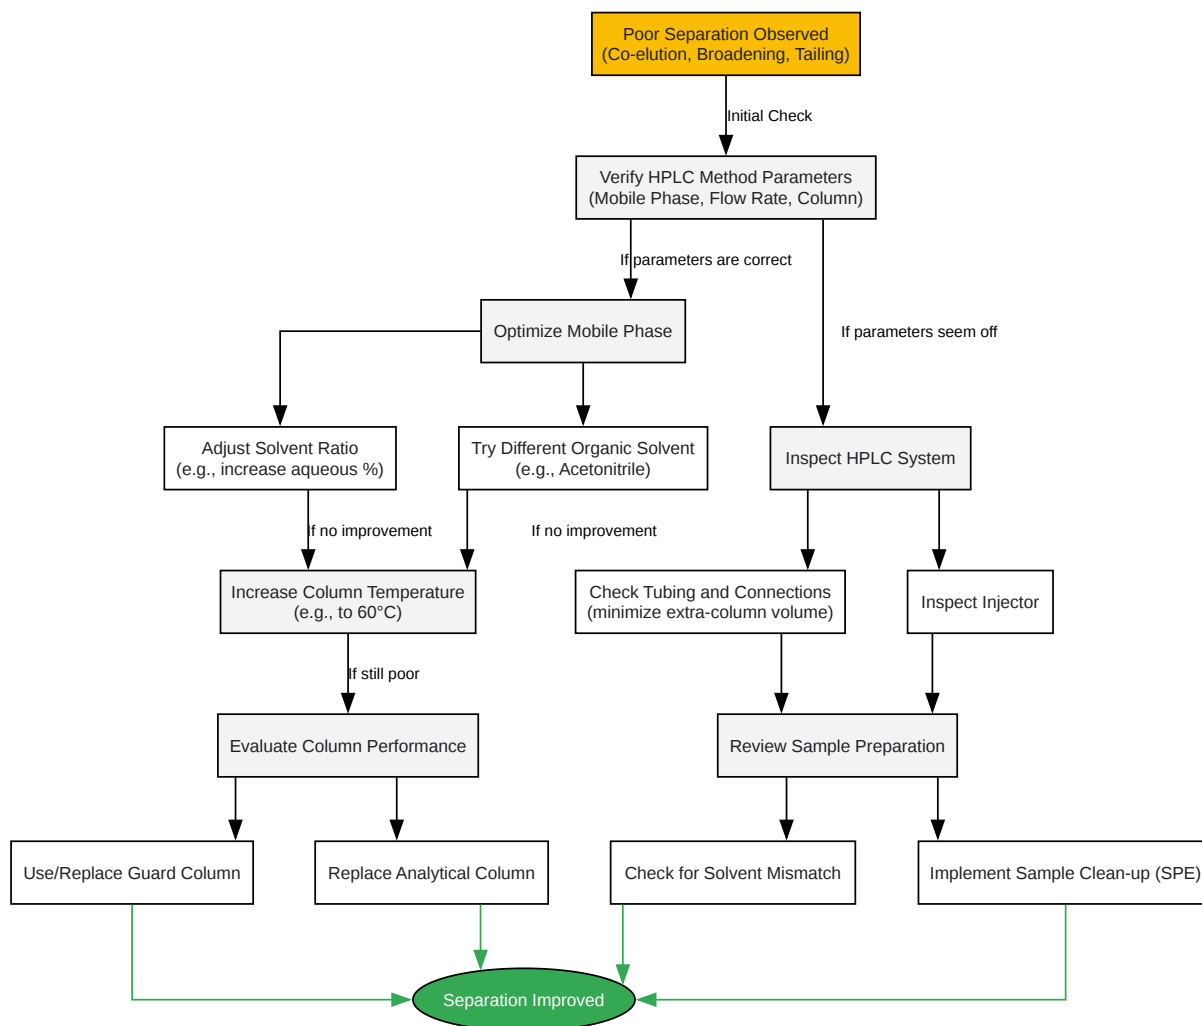 Poor Separation Observed
(Co-elution, Broadening, Tailing)
Initial Check
Verify HPLC Method Parameters
(Mobile Phase, Flow Rate, Column)
If parameters are correct
Optimize Mobile Phase
If parameters seem off
Adjust Solvent Ratio
(e.g., increase aqueous %)
Try Different Organic Solvent
(e.g., Acetonitrile)
Inspect HPLC System
If no improvement
If no improvement
Increase Column Temperature
(e.g., to 60°C)
Check Tubing and Connections
(minimize extra-column volume)
Inspect Injector
If still poor
Evaluate Column Performance
Review Sample Preparation
Use/Replace Guard Column
Replace Analytical Column
Check for Solvent Mismatch
Implement Sample Clean-up (SPE)
Separation Improved